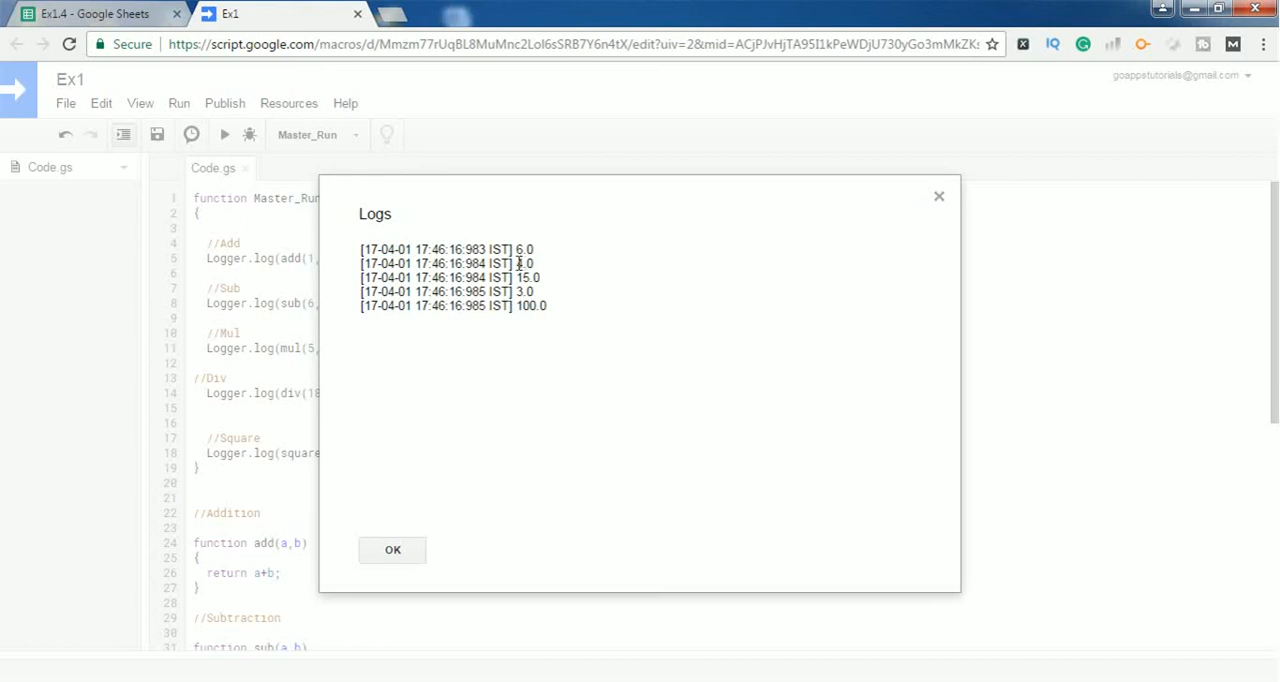 Ex1.4 - Google Sheets
Ex1
Secure
https://script.google.com/macros/d/Mmzm77rUqBL8MuMnc2LoI6sSRB7Y6n4tX/edit?uiv=2&mid=ACjPJvHjTA95I1kPeWDjU730yGo3mMkZK
Ex1
goappstutorials@gmail.com
File Edit View Run Publish Resources Help
Master_Run
Code.gs
Code.gs
1 function Master_Run
2 {
3
4 //Add
5 Logger.log(add(1,
6
7 //Sub
8 Logger.log(sub(6,
9
10 //Mul
11 Logger.log(mul(5,
12
13 //Div
14 Logger.log(div(18
15
16
17 //Square
18 Logger.log(square
19 }
20
21
22 //Addition
23
24 function add(a,b)
25 {
26 return a+b;
27 }
28
29 //Subtraction
30
31 function sub(a,b)
Logs
[17-04-01 17:46:16:983 IST] 6.0
[17-04-01 17:46:16:984 IST]
[17-04-01 17:46:16:984 IST] 15.0
[17-04-01 17:46:16:985 IST] 3.0
[17-04-01 17:46:16:985 IST] 100.0
OK